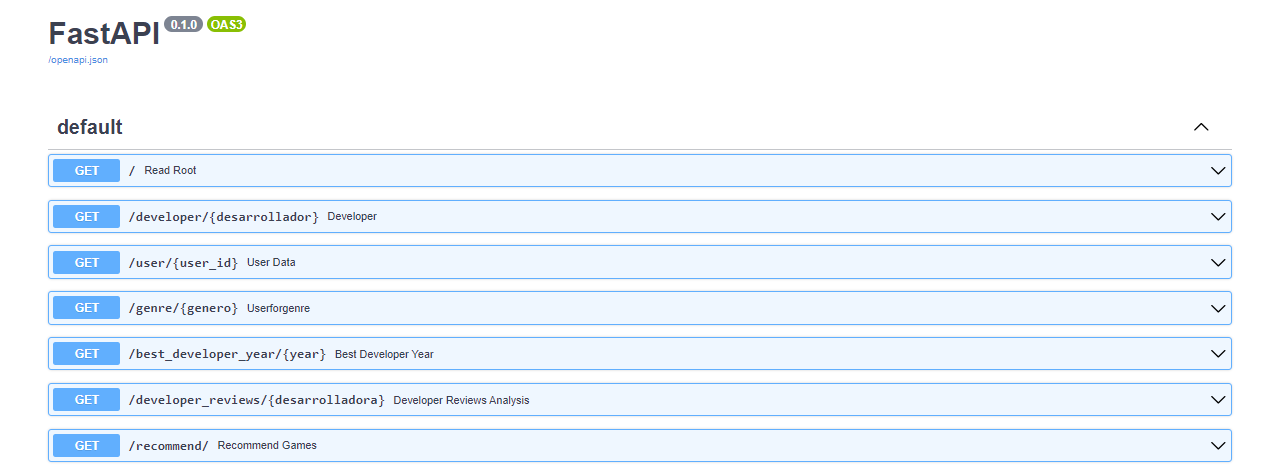 FastAPI 0.1.0 OAS3
/openapi.json
default
GET / Read Root
GET /developer/{desarrollador} Developer
GET /user/{user_id} User Data
GET /genre/{genero} Userforgenre
GET /best_developer_year/{year} Best Developer Year
GET /developer_reviews/{desarrolladora} Developer Reviews Analysis
GET /recommend/ Recommend Games